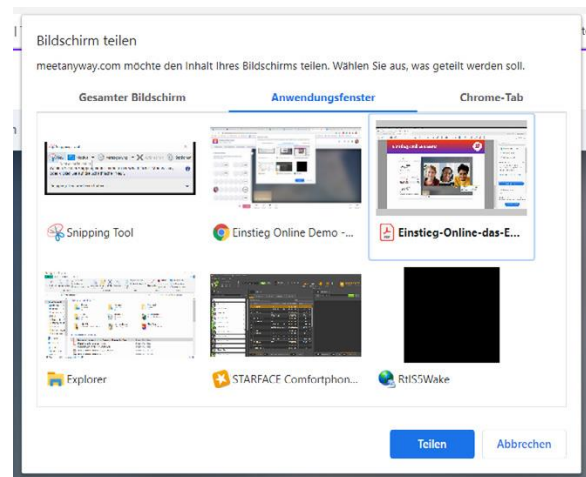 Bildschirm teilen
meetanyway.com möchte den Inhalt Ihres Bildschirms teilen. Wählen Sie aus, was geteilt werden soll.
Gesamter Bildschirm Anwendungsfenster Chrome-Tab
Snipping Tool Einstieg Online Demo -... Einstieg-Online-das-E...
Explorer STARFACE Comfortphon... RtlS5Wake
Teilen Abbrechen